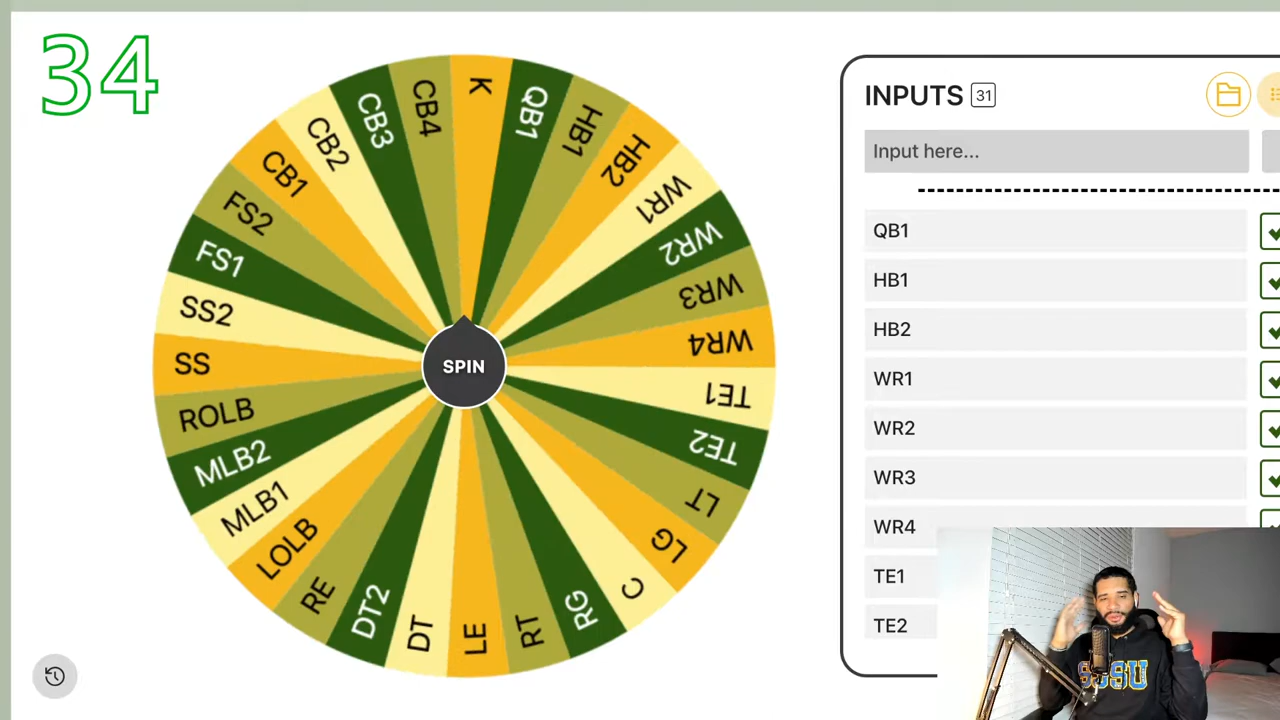 34
K
QB1
HB1
HB2
WR1
WR2
WR3
WR4
TE1
TE2
LT
LG
C
RG
RT
LE
DT
DT2
RE
LOLB
MLB1
MLB2
ROLB
SS
SS2
FS1
FS2
CB1
CB2
CB3
CB4
SPIN
INPUTS 31
Input here...
QB1
HB1
HB2
WR1
WR2
WR3
WR4
TE1
TE2